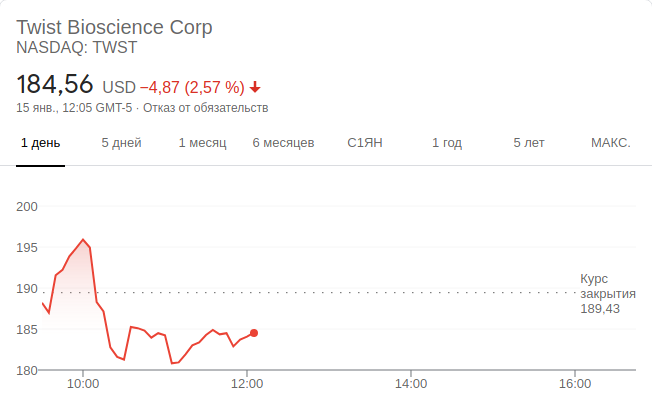 Twist Bioscience Corp
NASDAQ: TWST
184,56 USD −4,87 (2,57 %)
15 янв., 12:05 GMT-5 · Отказ от обязательств
1 день 5 дней 1 месяц 6 месяцев С1ЯН 1 год 5 лет МАКС.
200
195
190
185
180
Курс
закрытия
189,43
10:00 12:00 14:00 16:00